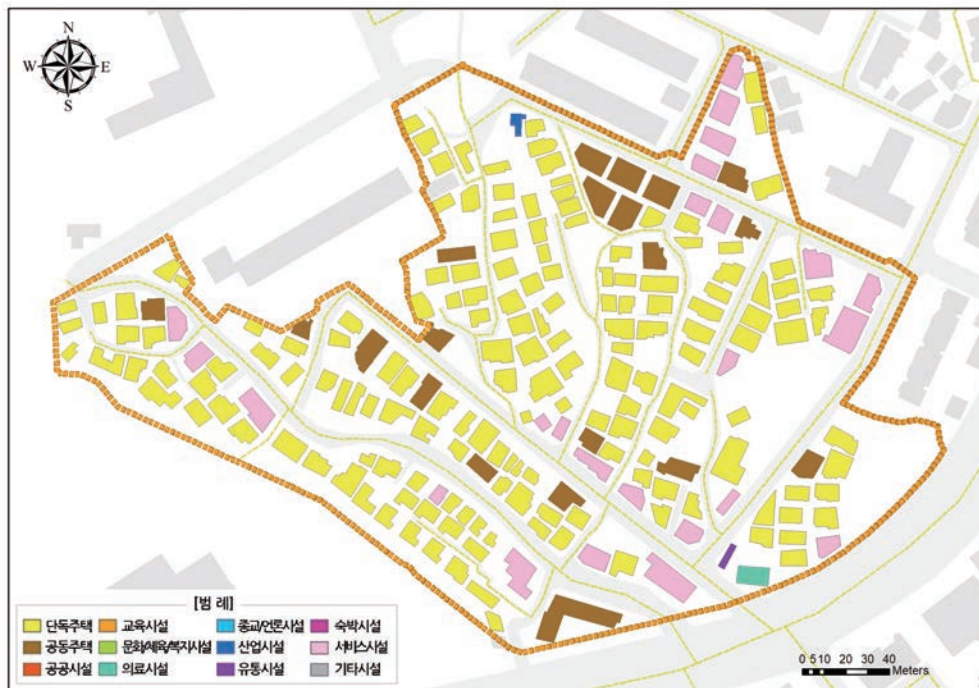 N
W E
S
[범 례]
단독주택 교육시설 종교/언론시설 숙박시설
공동주택 문화/체육/복지시설 산업시설 서비스시설
공공시설 의료시설 유통시설 기타시설
0 5 10 20 30 40
Meters